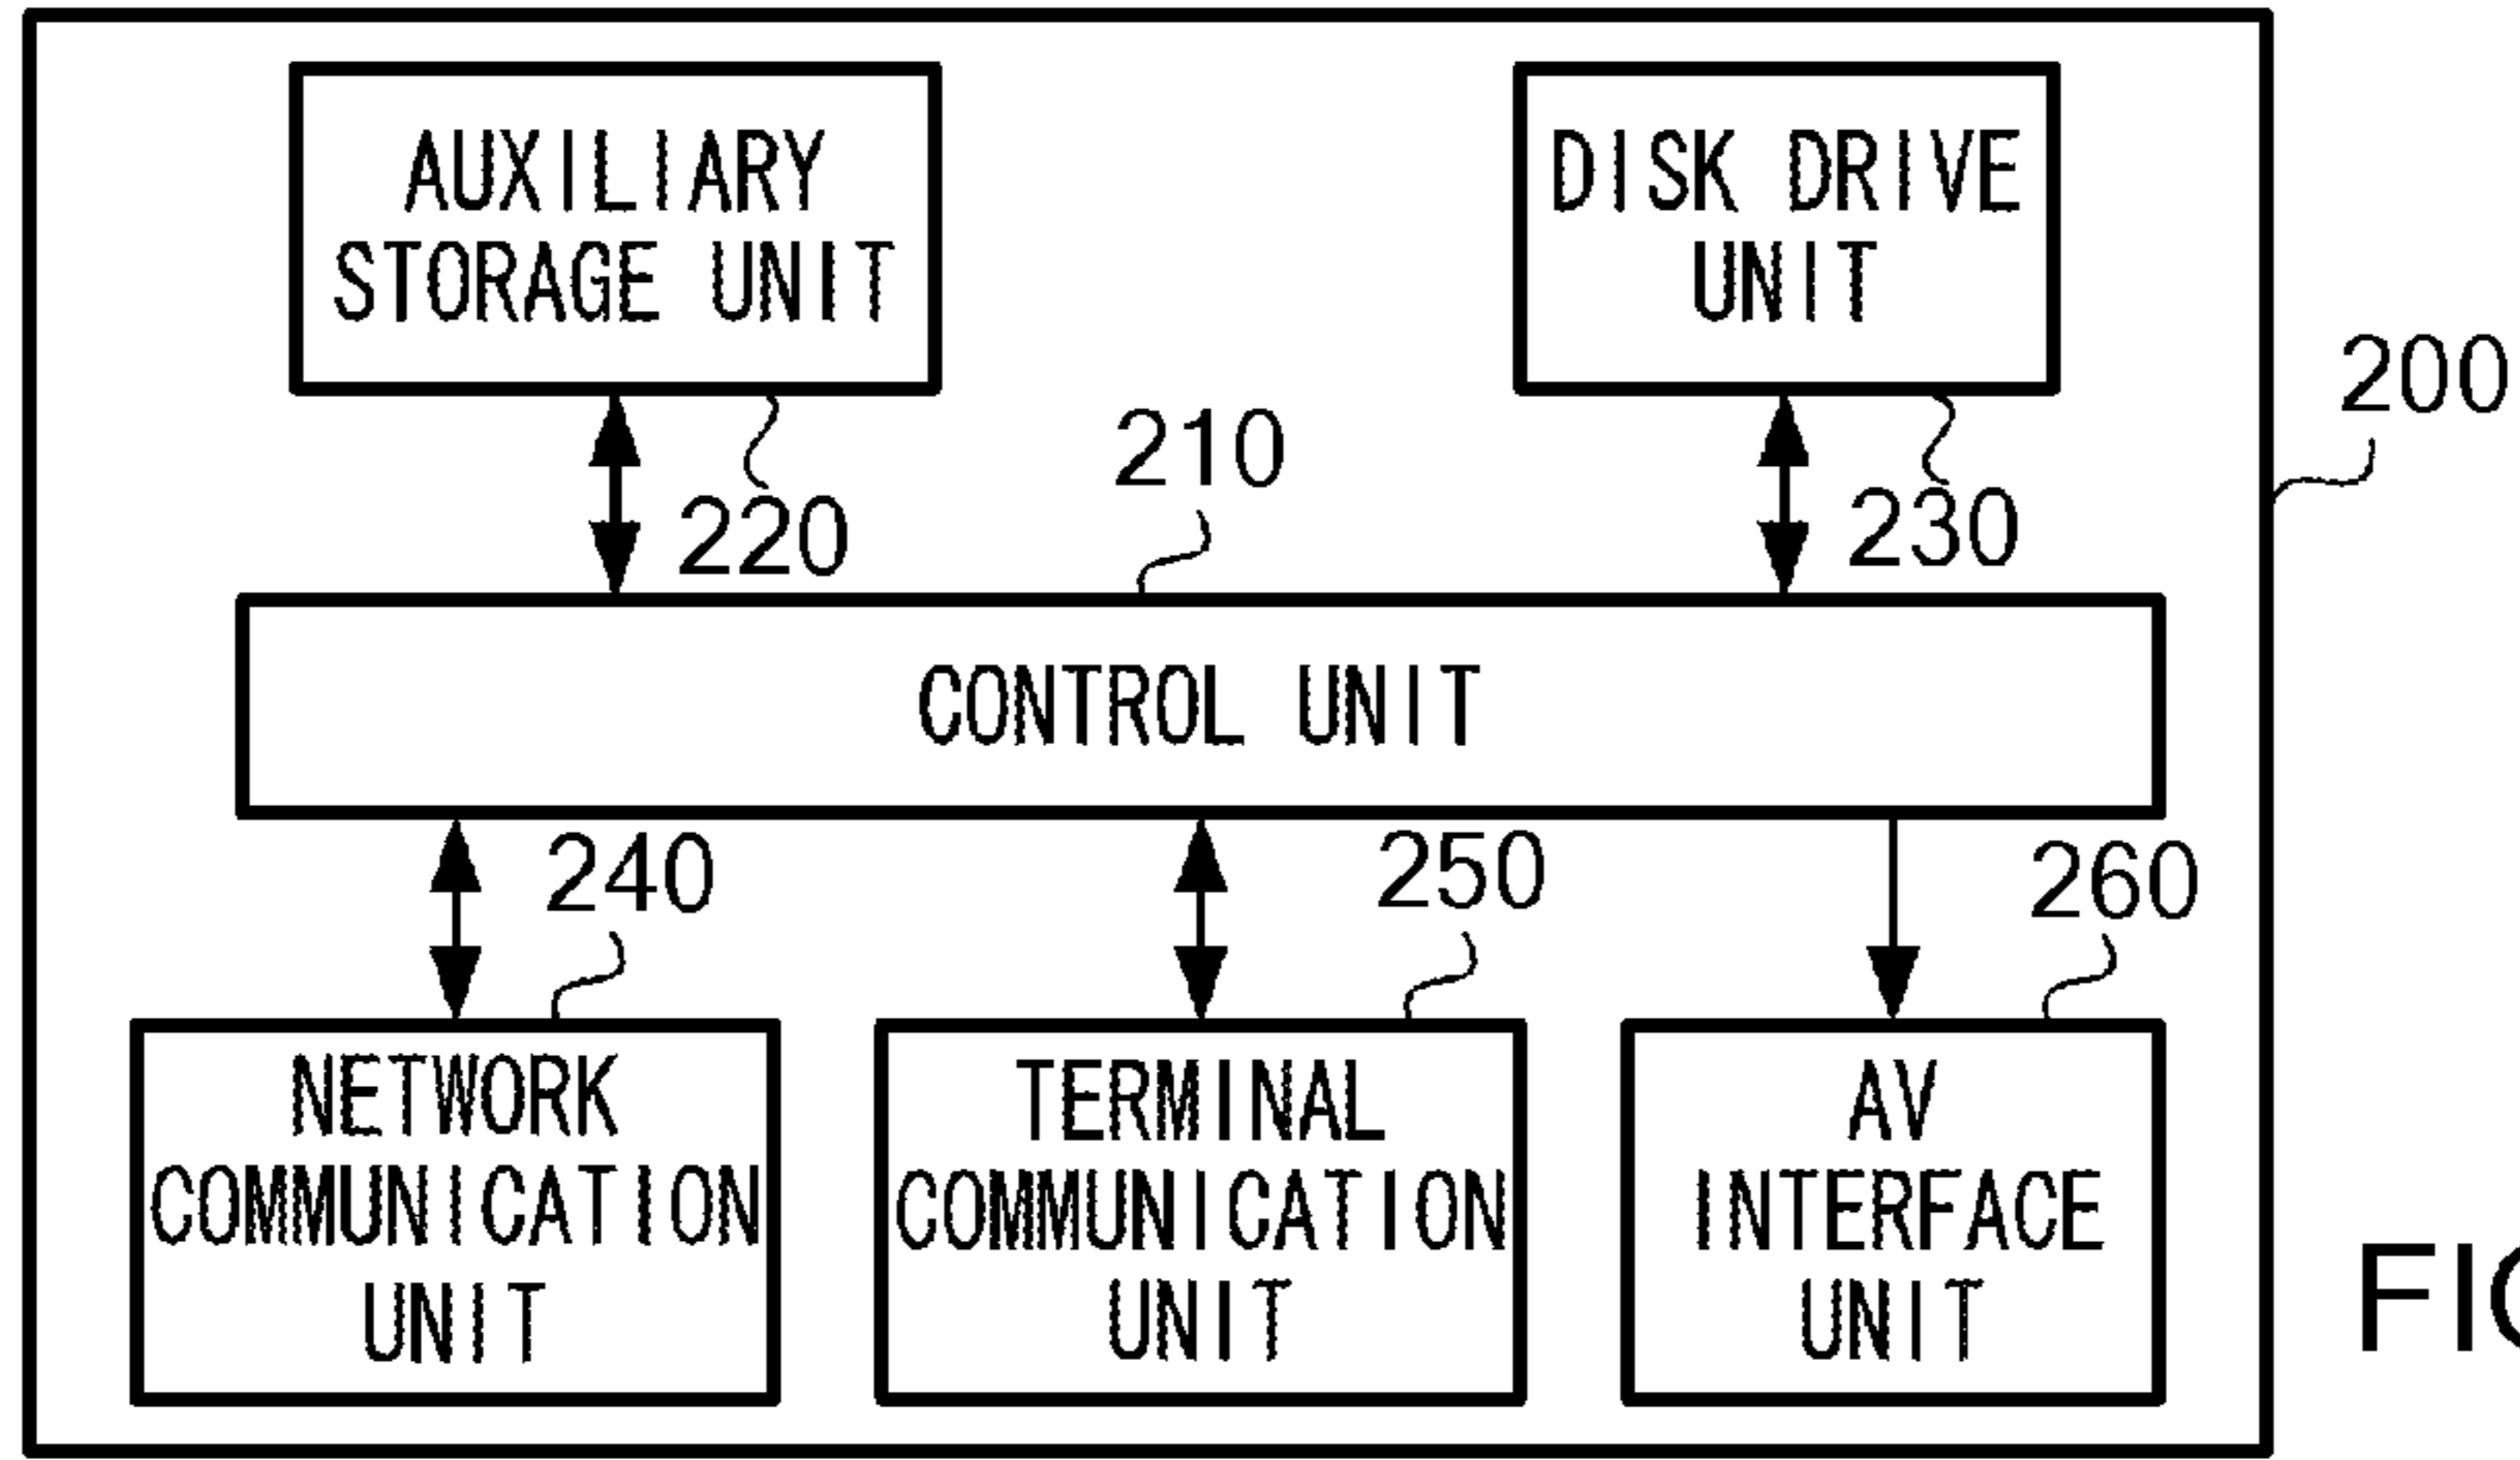 AUXILIARY
STORAGE UNIT
DISK DRIVE
UNIT
200
210
220
230
CONTROL UNIT
240
250
260
NETWORK
COMMUNICATION
UNIT
TERMINAL
COMMUNICATION
UNIT
AV
INTERFACE
UNIT